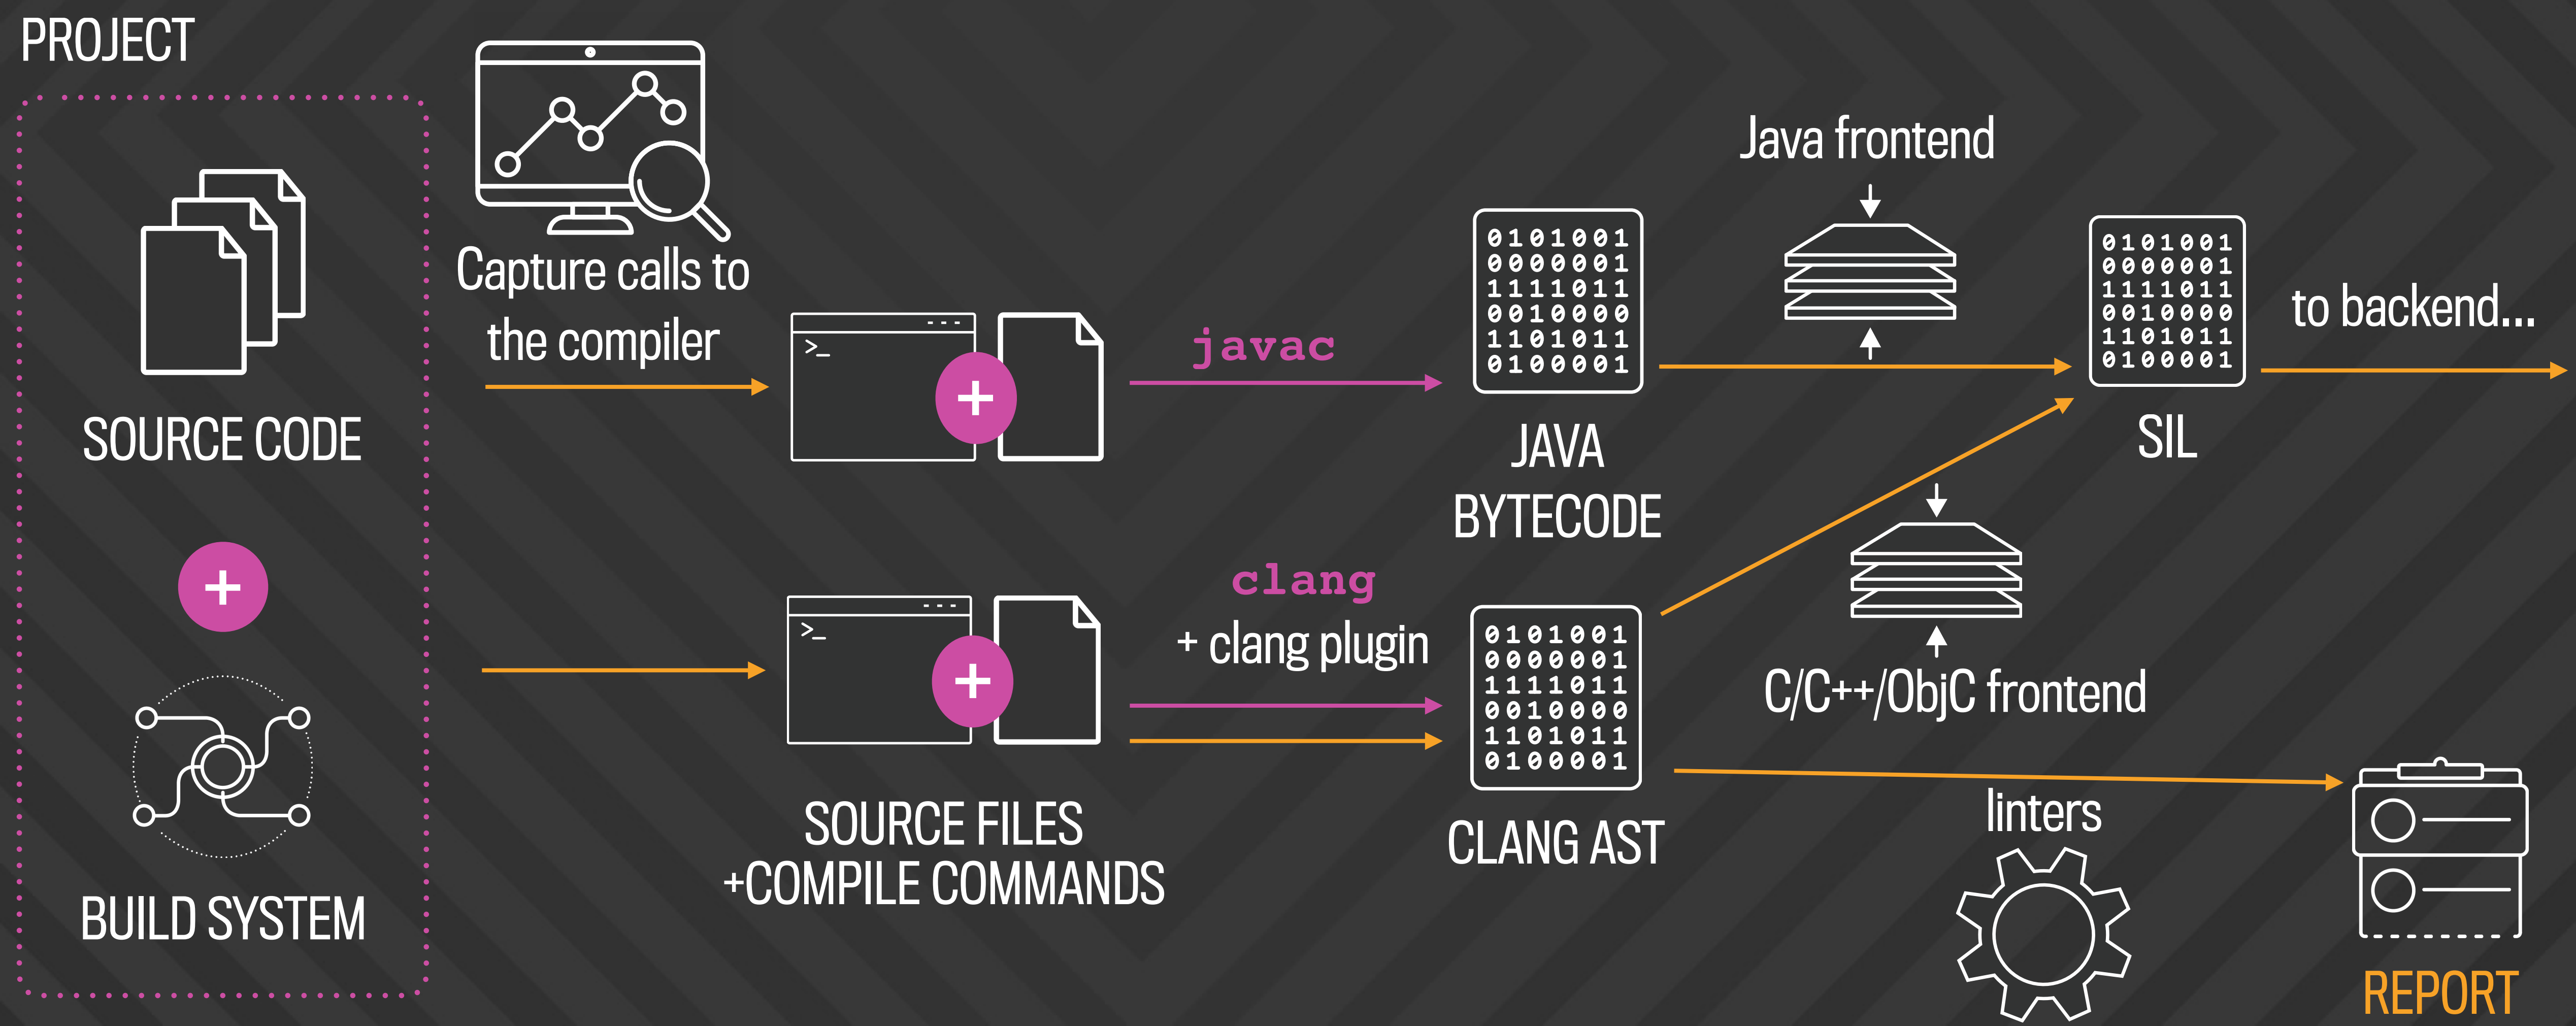 PROJECT
SOURCE CODE
+
BUILD SYSTEM
Capture calls to
the compiler
>_
+
>_
+
SOURCE FILES
+COMPILE COMMANDS
javac
clang
+ clang plugin
0101001
0000001
1111011
0010000
1101011
0100001
JAVA
BYTECODE
0101001
0000001
1111011
0010000
1101011
0100001
CLANG AST
Java frontend
C/C++/ObjC frontend
linters
0101001
0000001
1111011
0010000
1101011
0100001
SIL
to backend...
REPORT